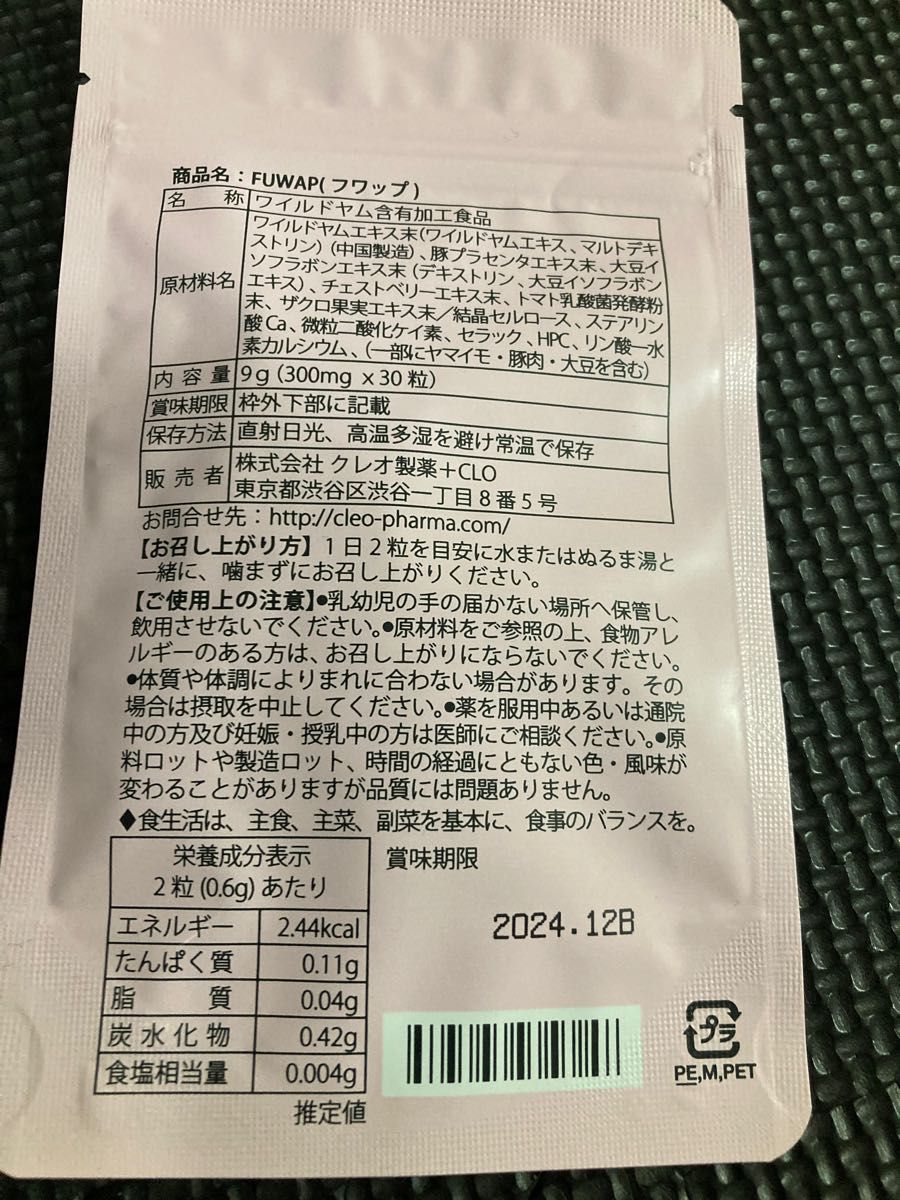 商品名：FUWAP(フワップ)
名　称 ワイルドヤム含有加工食品
原材料名 ワイルドヤムエキス末(ワイルドヤムエキス、マルトデキ
ストリン)(中国製造)、豚プラセンタエキス末、大豆イ
ソフラボンエキス末(デキストリン、大豆イソフラボン
エキス)、チェストベリーエキス末、トマト乳酸菌発酵粉
末、ザクロ果実エキス末／結晶セルロース、ステアリン
酸Ca、微粒二酸化ケイ素、セラック、HPC、リン酸一水
素カルシウム、(一部にヤマイモ・豚肉・大豆を含む)
内容量 9g(300mg x30粒)
賞味期限 枠外下部に記載
保存方法 直射日光、高温多湿を避け常温で保存
販売者 株式会社 クレオ製薬＋CLO
東京都渋谷区渋谷一丁目8番5号
お問合せ先：http://cleo-pharma.com/
【お召し上がり方】1日2粒を目安に水またはぬるま湯と
一緒に、噛まずにお召し上がりください。
【ご使用上の注意】●乳幼児の手の届かない場所へ保管し、
飲用させないでください。●原材料をご参照の上、食物アレ
ルギーのある方は、お召し上がりにならないでください。
●体質や体調によりまれに合わない場合があります。その
場合は摂取を中止してください。●薬を服用中あるいは通院
中の方及び妊娠・授乳中の方は医師にご相談ください。●原
料ロットや製造ロット、時間の経過にともない色・風味が
変わることがありますが品質には問題ありません。
◆食生活は、主食、主菜、副菜を基本に、食事のバランスを。
栄養成分表示
2粒(0.6g)あたり
エネルギー 2.44kcal
たんぱく質 0.11g
脂　質 0.04g
炭水化物 0.42g
食塩相当量 0.004g
推定値
賞味期限
2024.12B
プラ
PE,M,PET